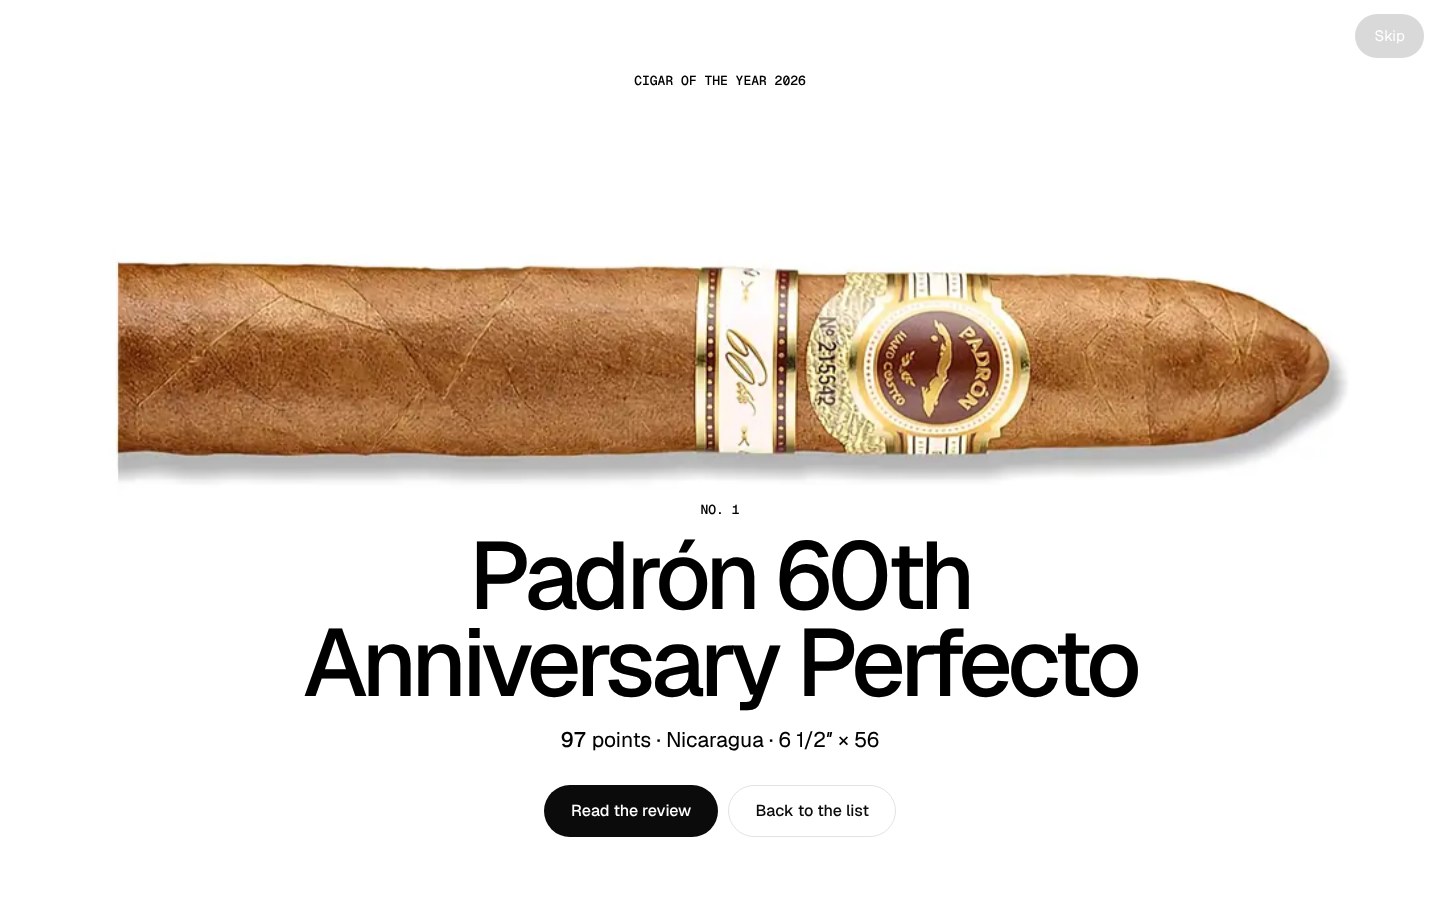 Skip
CIGAR OF THE YEAR 2026
60th
Nº 215542
PADRÓN
HAND CRAFTED
NO. 1
Padrón 60th
Anniversary Perfecto
97 points · Nicaragua · 6 1/2″ × 56
Read the review
Back to the list